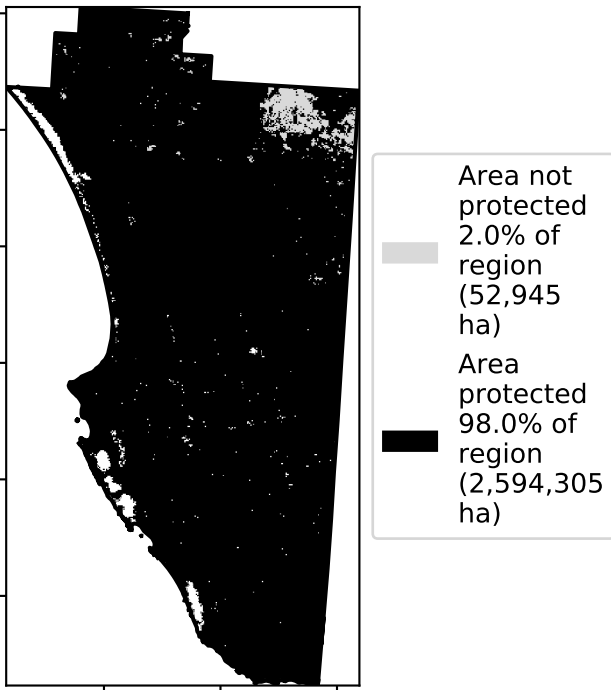 Area not
protected
2.0% of
region
(52,945
ha)
Area
protected
98.0% of
region
(2,594,305
ha)